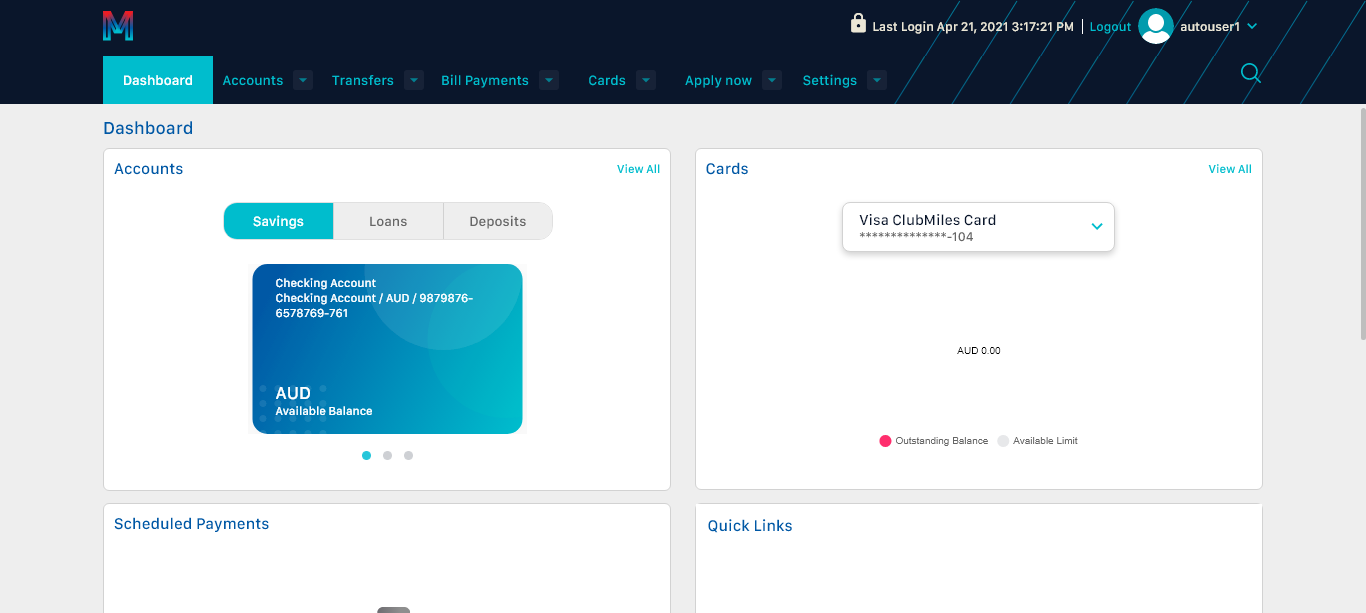 M
Last Login Apr 21, 2021 3:17:21 PM | Logout autouser1
Dashboard Accounts Transfers Bill Payments Cards Apply now Settings
Dashboard
Accounts View All
Savings Loans Deposits
Checking Account
Checking Account / AUD / 9879876-
6578769-761
AUD
Available Balance
Cards View All
Visa ClubMiles Card
**************-104
AUD 0.00
Outstanding Balance Available Limit
Scheduled Payments
Quick Links